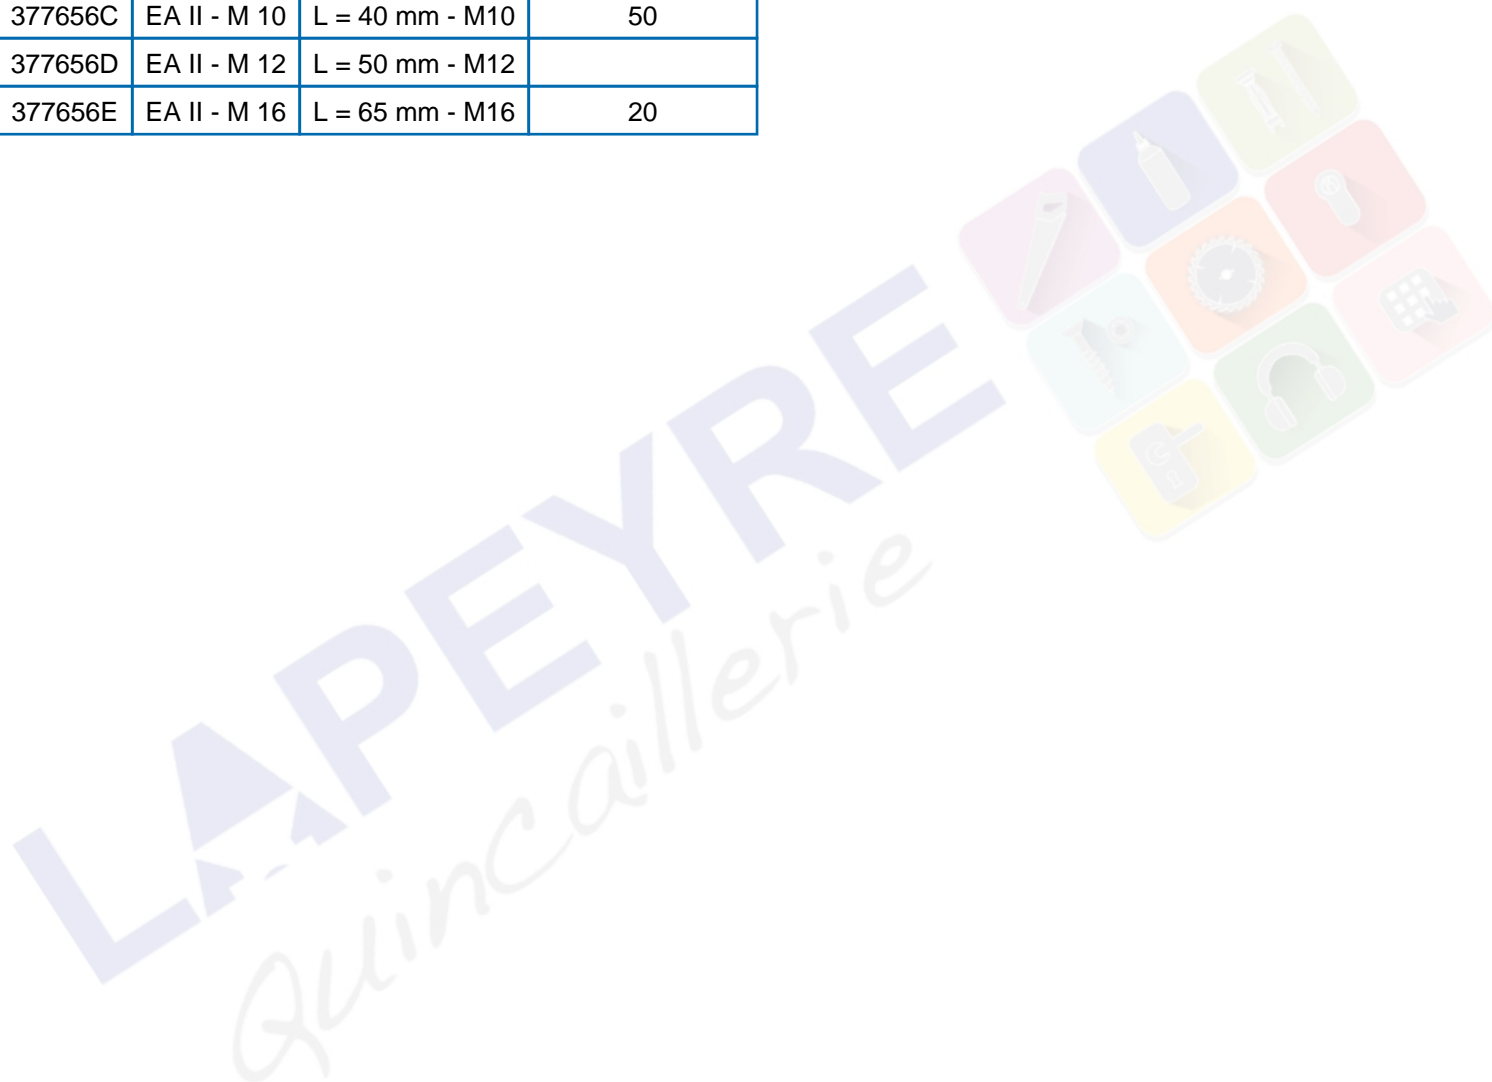 377656C EA II - M 10 L = 40 mm - M10 50
377656D EA II - M 12 L = 50 mm - M12
377656E EA II - M 16 L = 65 mm - M16 20
LAPEYRE
Quincaillerie